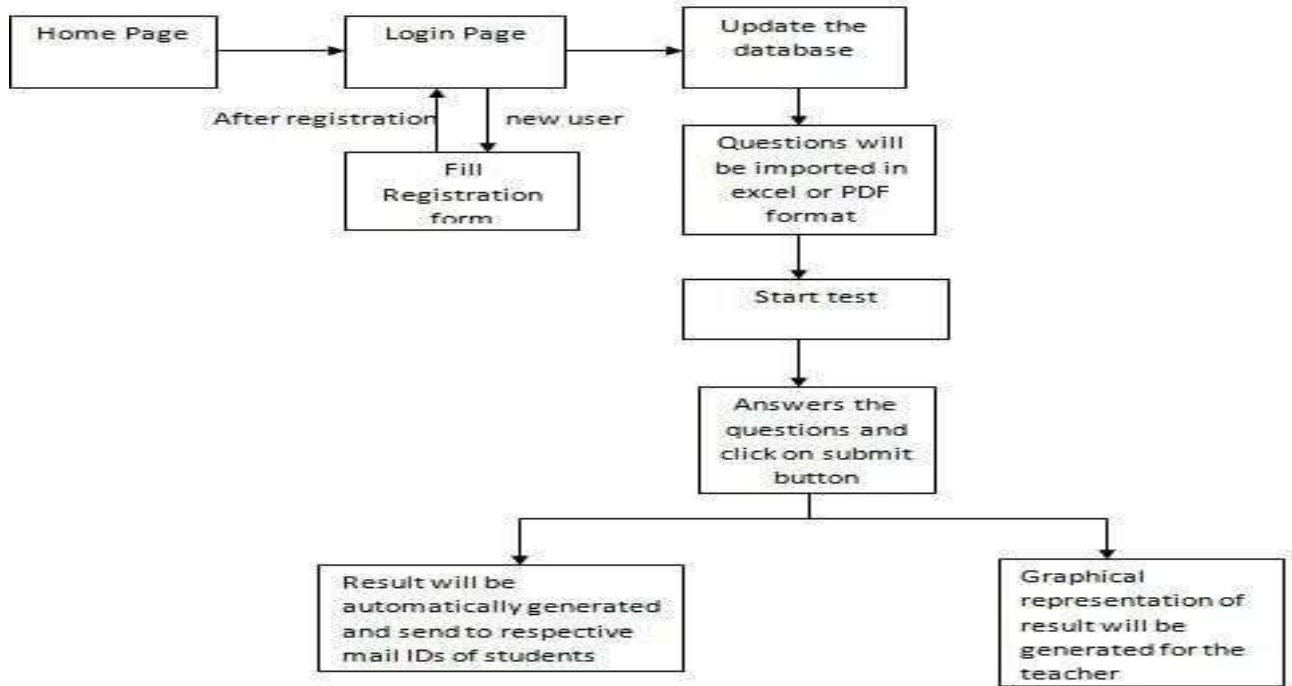 Home Page
Login Page
Update the
database
After registration
new user
Fill
Registration
form
Questions will
be imported in
excel or PDF
format
Start test
Answers the
questions and
click on submit
button
Result will be
automatically generated
and send to respective
mail IDs of students
Graphical
representation of
result will be
generated for the
teacher